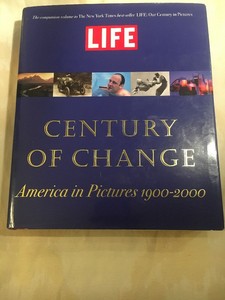 The companion volume to The New York Times best-seller LIFE: Our Century in Pictures
LIFE
CENTURY
OF CHANGE
America in Pictures 1900-2000